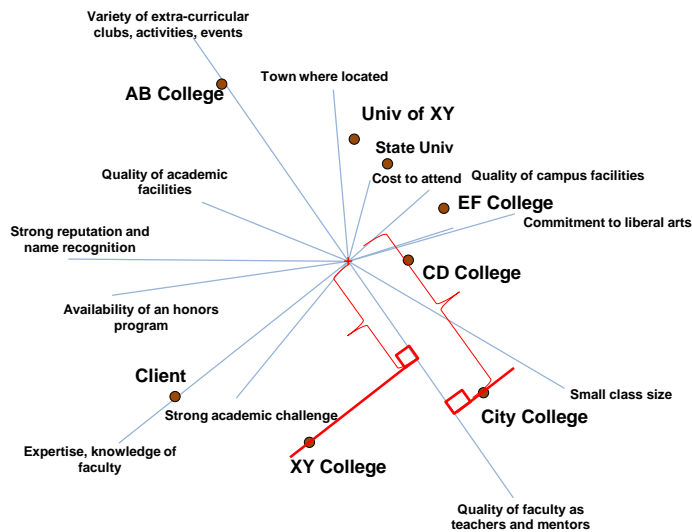 Variety of extra-curricular
clubs, activities, events
AB College
Town where located
Univ of XY
State Univ
Cost to attend
Quality of campus facilities
Quality of academic
facilities
EF College
Commitment to liberal arts
Strong reputation and
name recognition
CD College
Availability of an honors
program
Client
Strong academic challenge
Small class size
City College
Expertise, knowledge of
faculty
XY College
Quality of faculty as
teachers and mentors